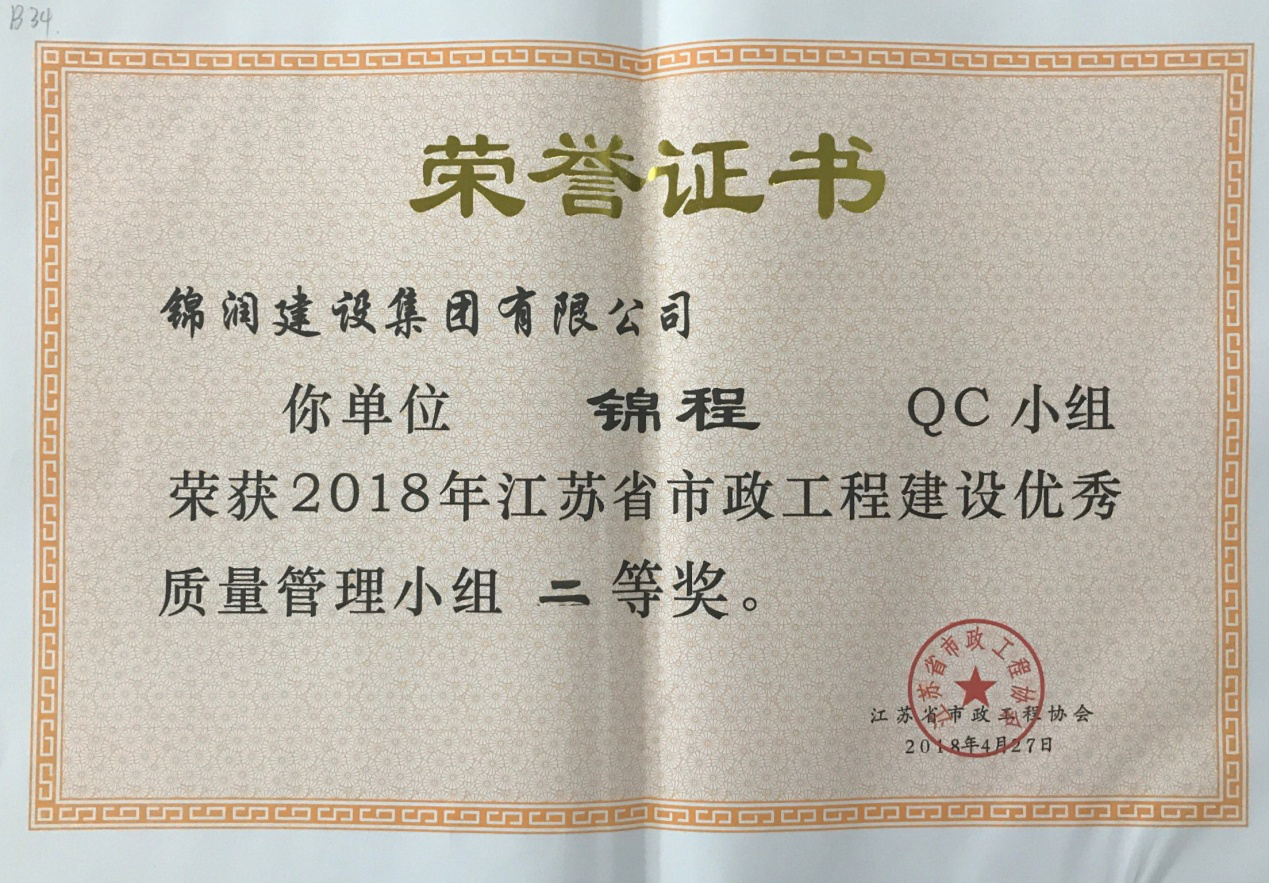 B34.
荣誉证书
锦润建设集团有限公司
你单位 锦程 QC 小组
荣获2018年江苏省市政工程建设优秀
质量管理小组 二等奖。
江苏省市政工程协会
江苏省市政工程协会
2018年4月27日